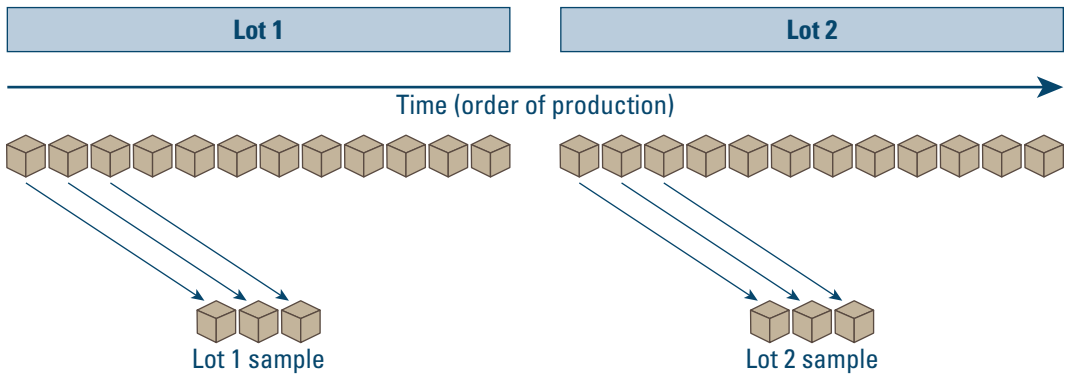 Lot 1
Lot 2
Time (order of production)
Lot 1 sample
Lot 2 sample